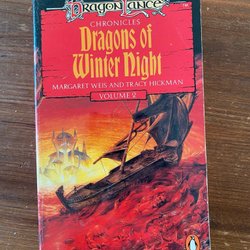 DRAGONLANCE
CHRONICLES
Dragons of
Winter Night
MARGARET WEIS AND TRACY HICKMAN
VOLUME 2